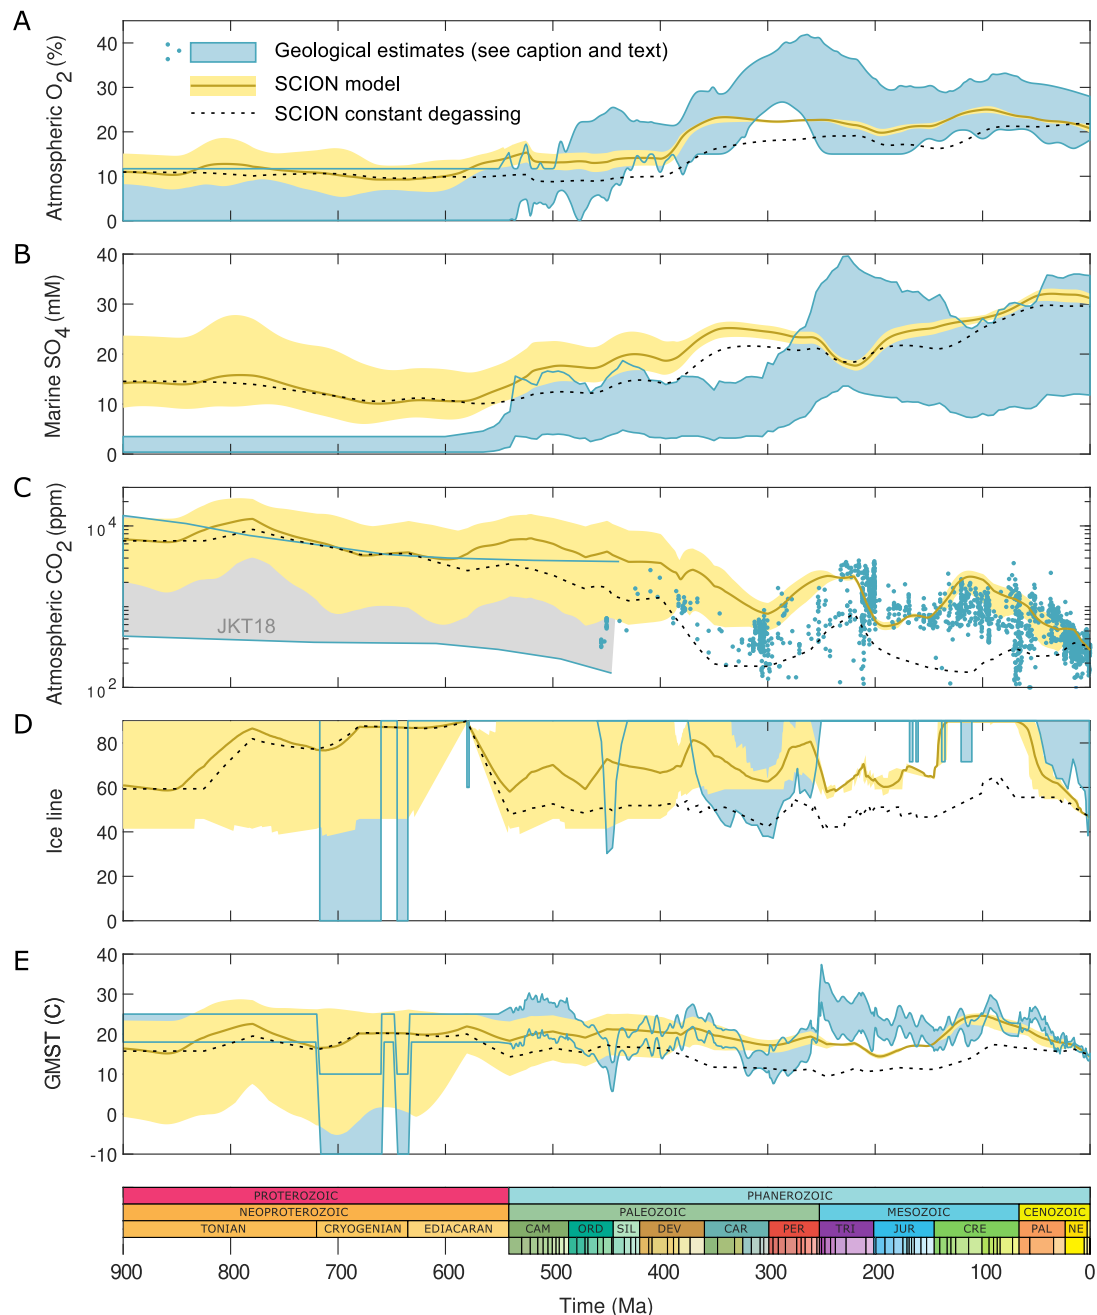 A
Atmospheric O2 (%)
40
30
20
10
0
Geological estimates (see caption and text)
SCION model
SCION constant degassing
B
Marine SO4 (mM)
40
30
20
10
0
C
Atmospheric CO2 (ppm)
10^4
10^2
JKT18
D
Ice line
80
60
40
20
0
E
GMST (C)
40
30
20
10
0
-10
PROTEROZOIC PHANEROZOIC
NEOPROTEROZOIC PALEOZOIC MESOZOIC CENOZOIC
TONIAN CRYOGENIAN EDIACARAN CAM ORD SIL DEV CAR PER TRI JUR CRE PAL NE
900 800 700 600 500 400 300 200 100 0
Time (Ma)